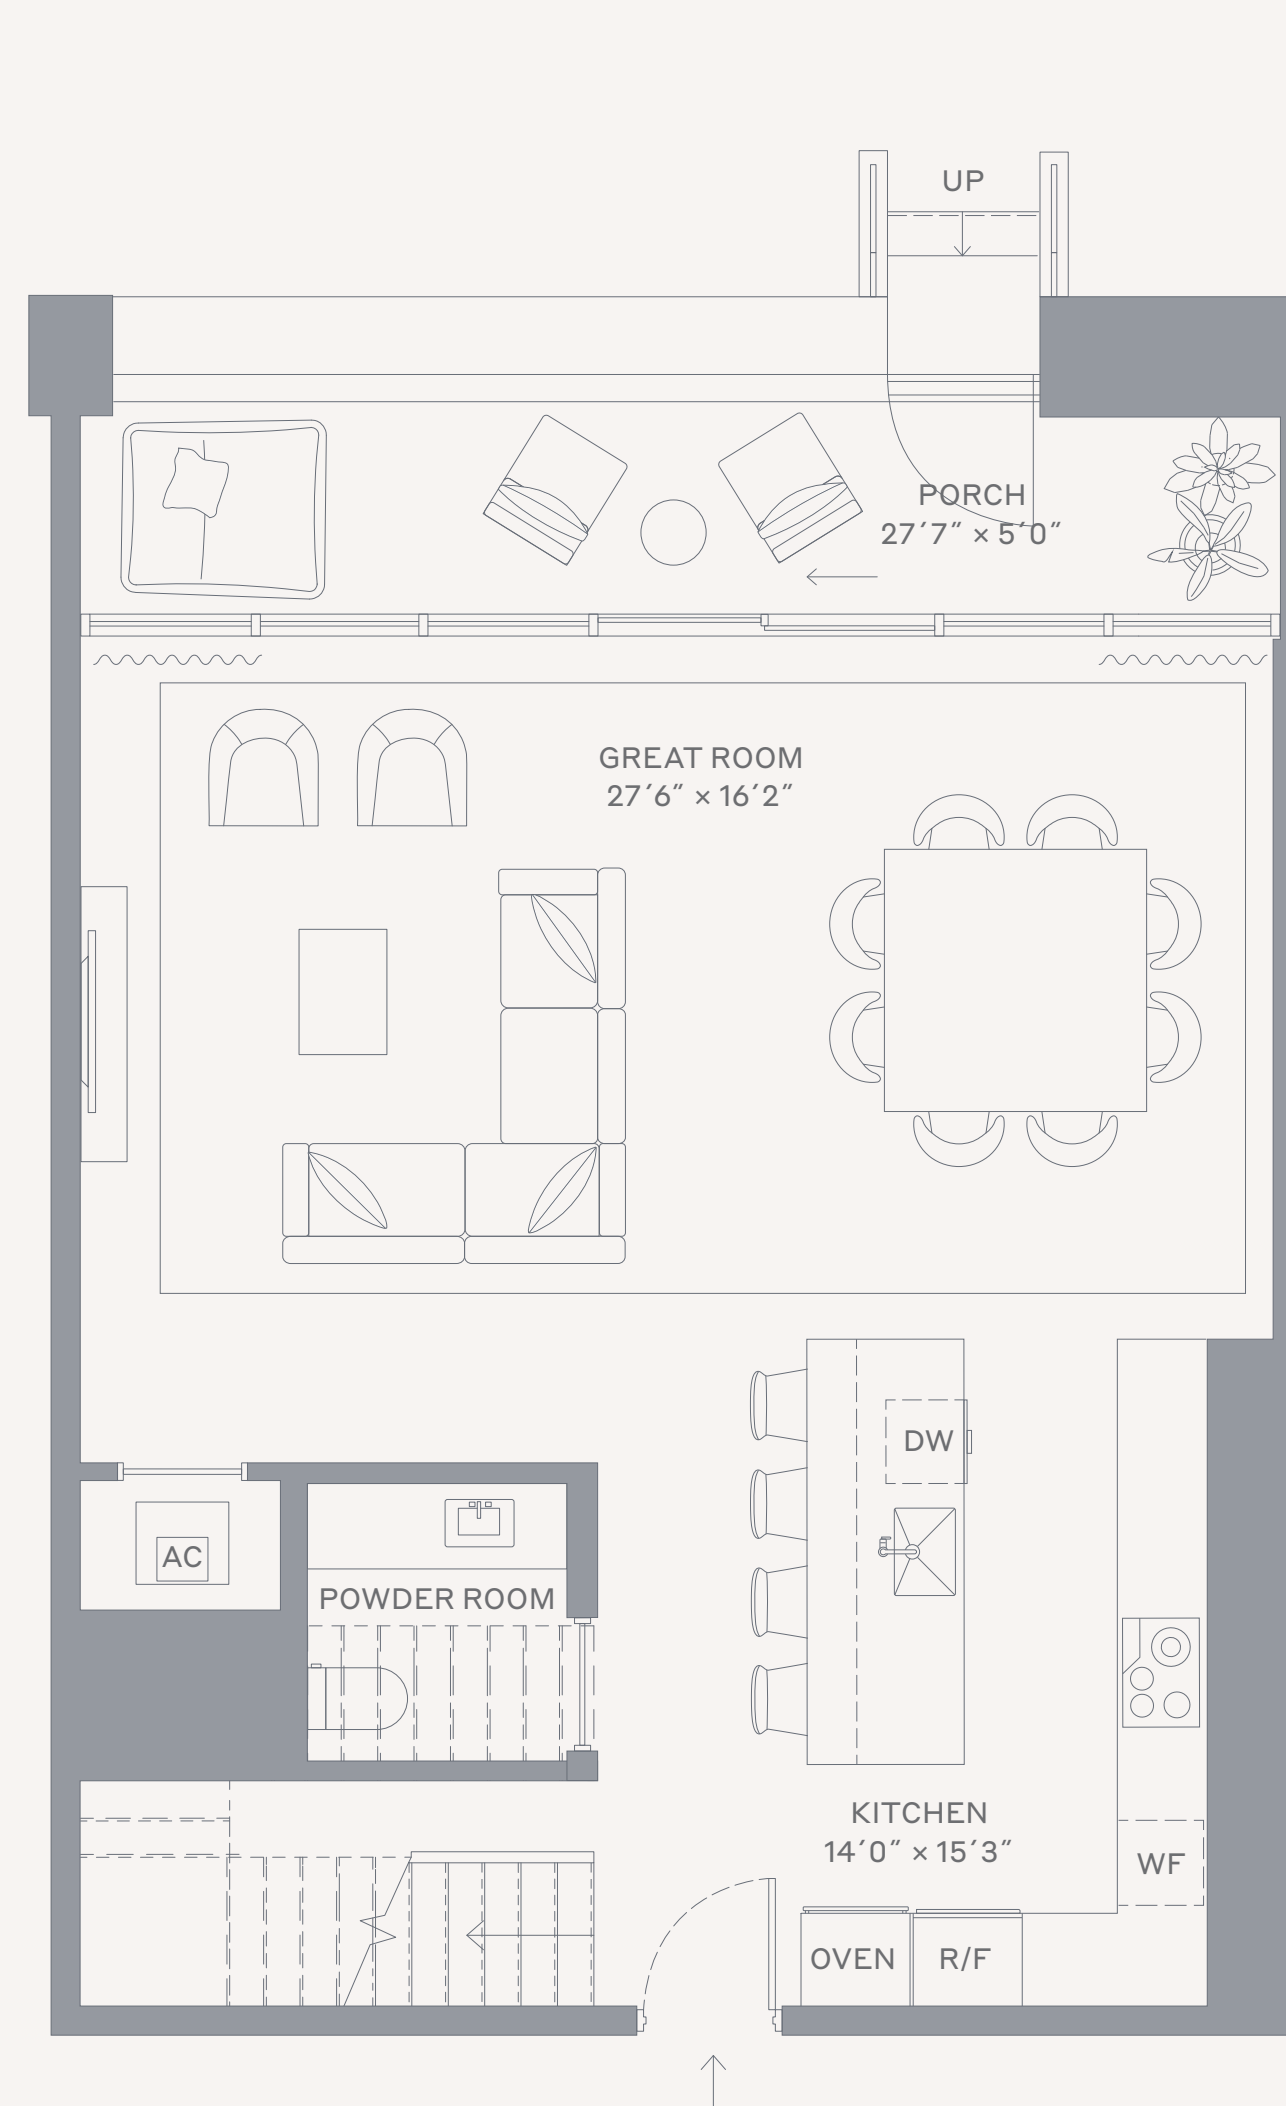 UP
PORCH
27´7˝ × 5´0˝
GREAT ROOM
27´6˝ × 16´2˝
DW
AC
POWDER ROOM
KITCHEN
14´0˝ × 15´3˝
WF
OVEN
R/F